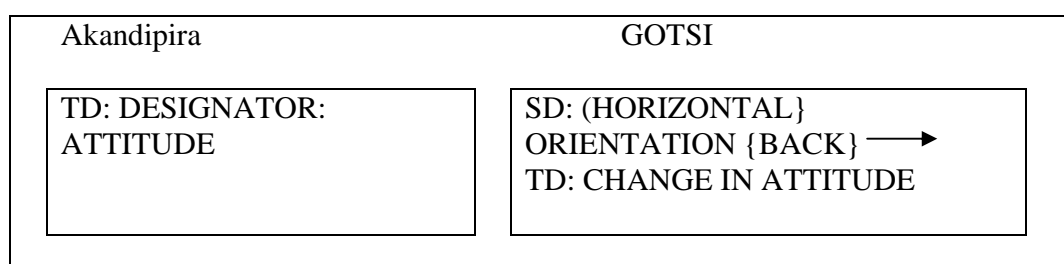 Akandipira GOTSI
TD: DESIGNATOR:
ATTITUDE
SD: (HORIZONTAL}
ORIENTATION {BACK}
TD: CHANGE IN ATTITUDE